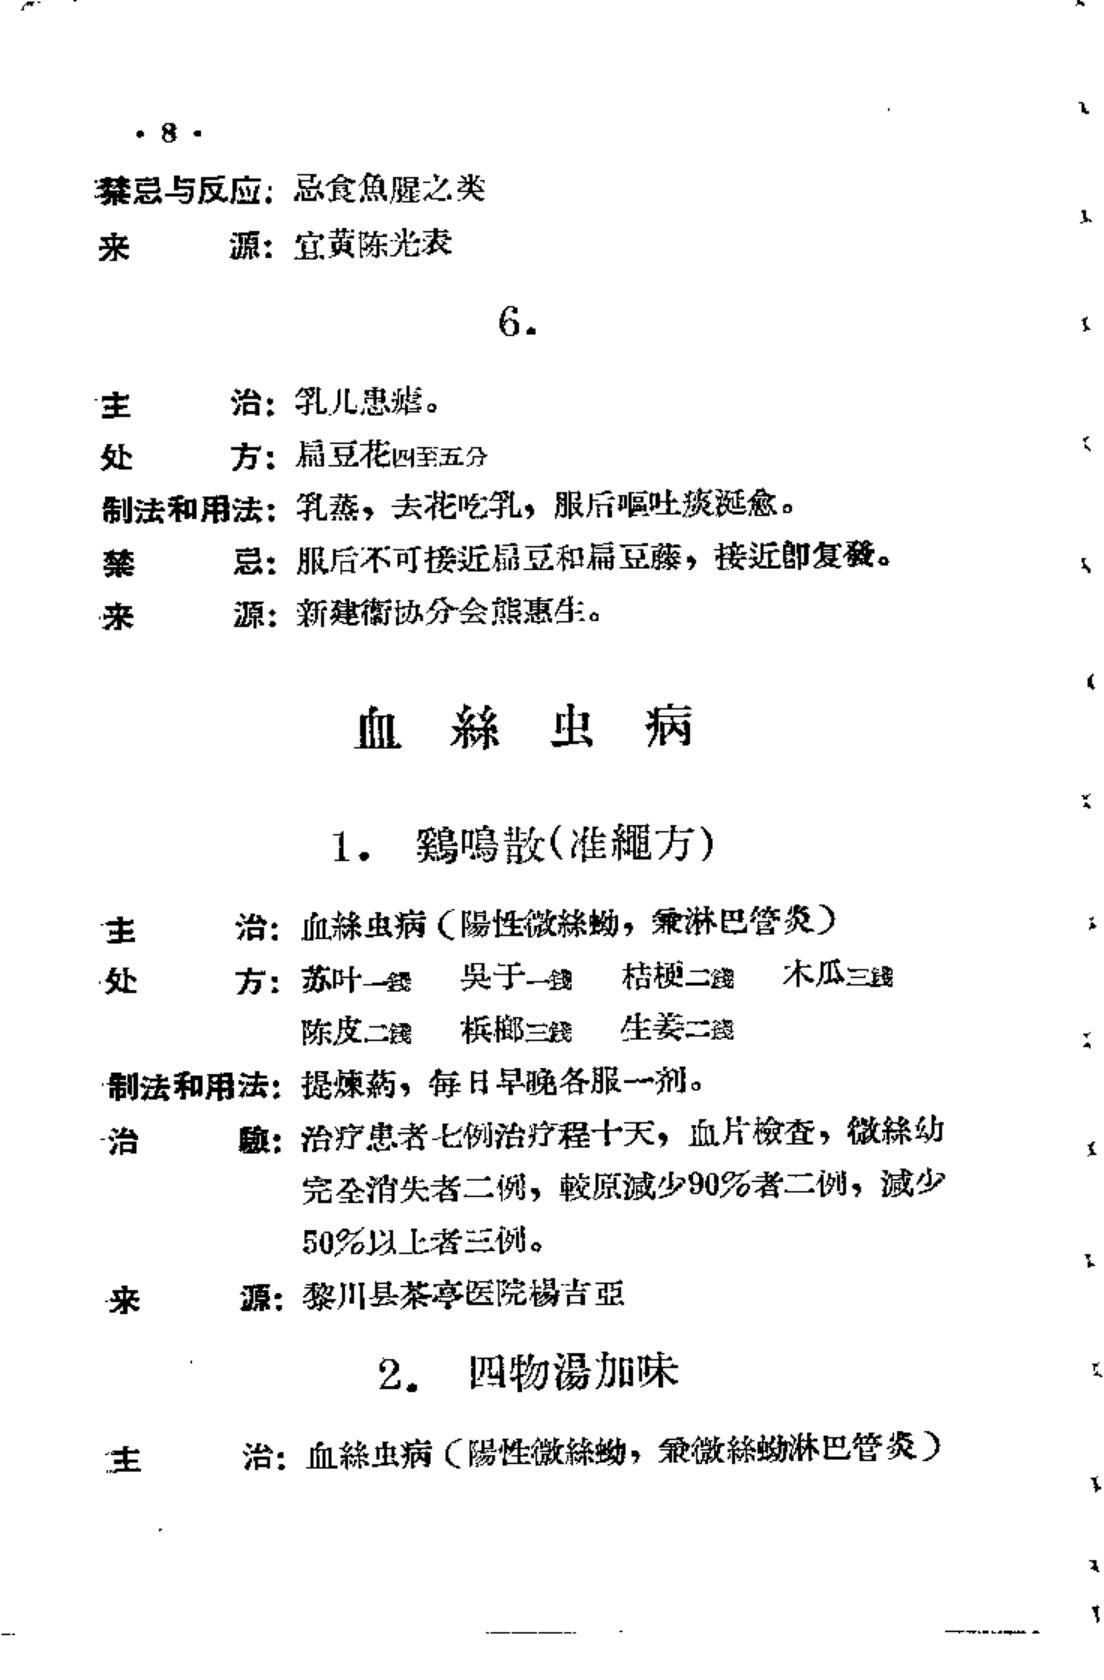 · 8 ·
禁忌与反应：忌食魚腥之类
来　　源：宜黄陈光表
6．
主　　治：乳儿患瘧。
处　　方：扁豆花四至五分
制法和用法：乳蒸，去花吃乳，服后嘔吐痰涎愈。
禁　　忌：服后不可接近扁豆和扁豆藤，接近卽复發。
来　　源：新建衞协分会熊惠生。
血絲虫病
1．鷄鳴散（准繩方）
主　　治：血絲虫病（陽性微絲蚴，兼淋巴管炎）
处　　方：苏叶一錢　吳于一錢　桔梗二錢　木瓜三錢
陈皮二錢　梹榔三錢　生姜二錢
制法和用法：提煉葯，每日早晚各服一剂。
治　　驗：治疗患者七例治疗程十天，血片檢查，微絲幼
完全消失者二例，較原減少90%者二例，減少
50%以上者三例。
来　　源：黎川县茶亭医院楊吉亞
2．四物湯加味
主　　治：血絲虫病（陽性微絲蚴，兼微絲蚴淋巴管炎）